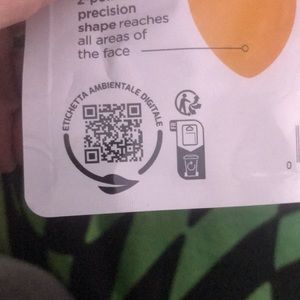 precision
shape reaches
all areas of
the face
ETICHETTA AMBIENTALE DIGITALE